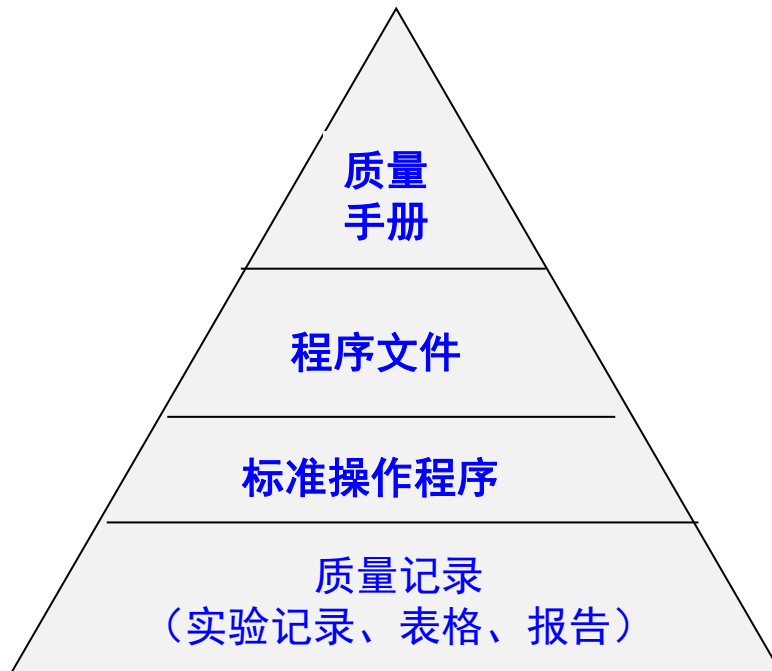 质量
手册
程序文件
标准操作程序
质量记录
（实验记录、表格、报告）